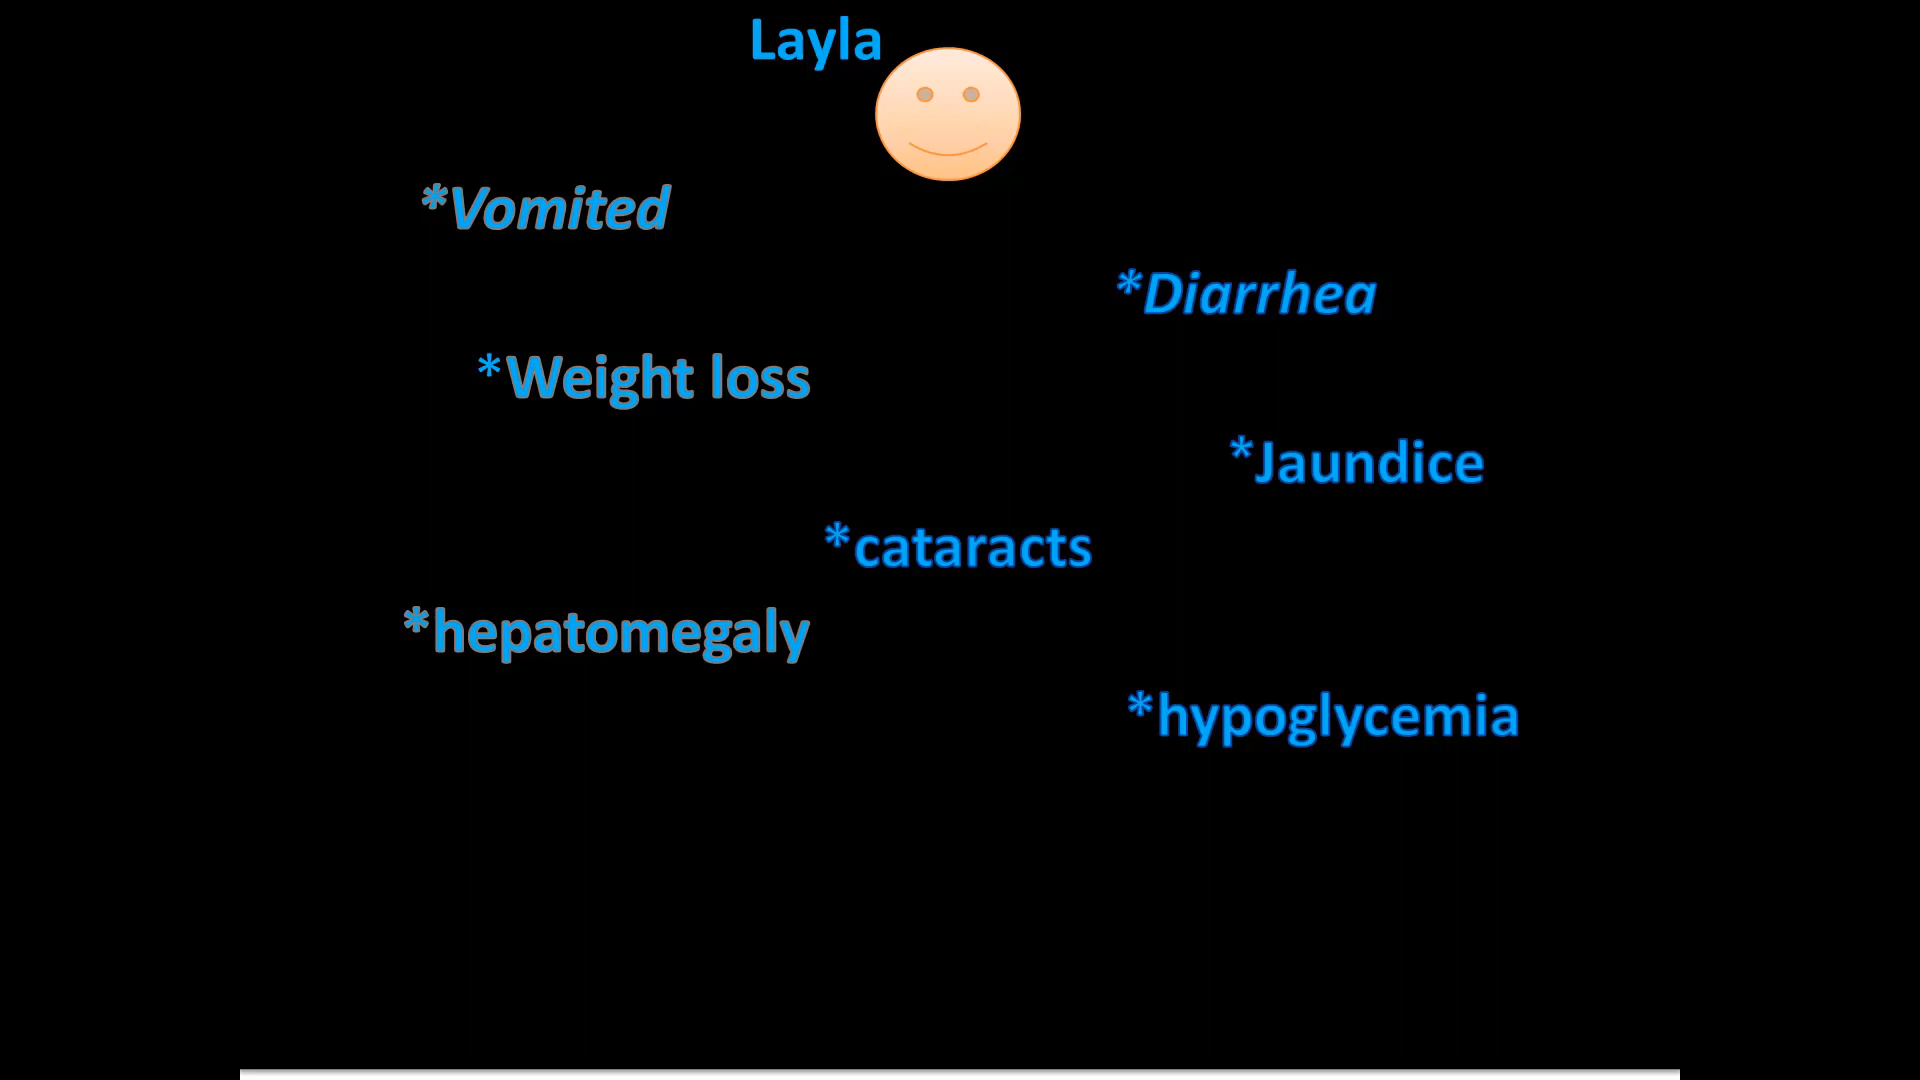 Layla
*Vomited
*Diarrhea
*Weight loss
*Jaundice
*cataracts
*hepatomegaly
*hypoglycemia